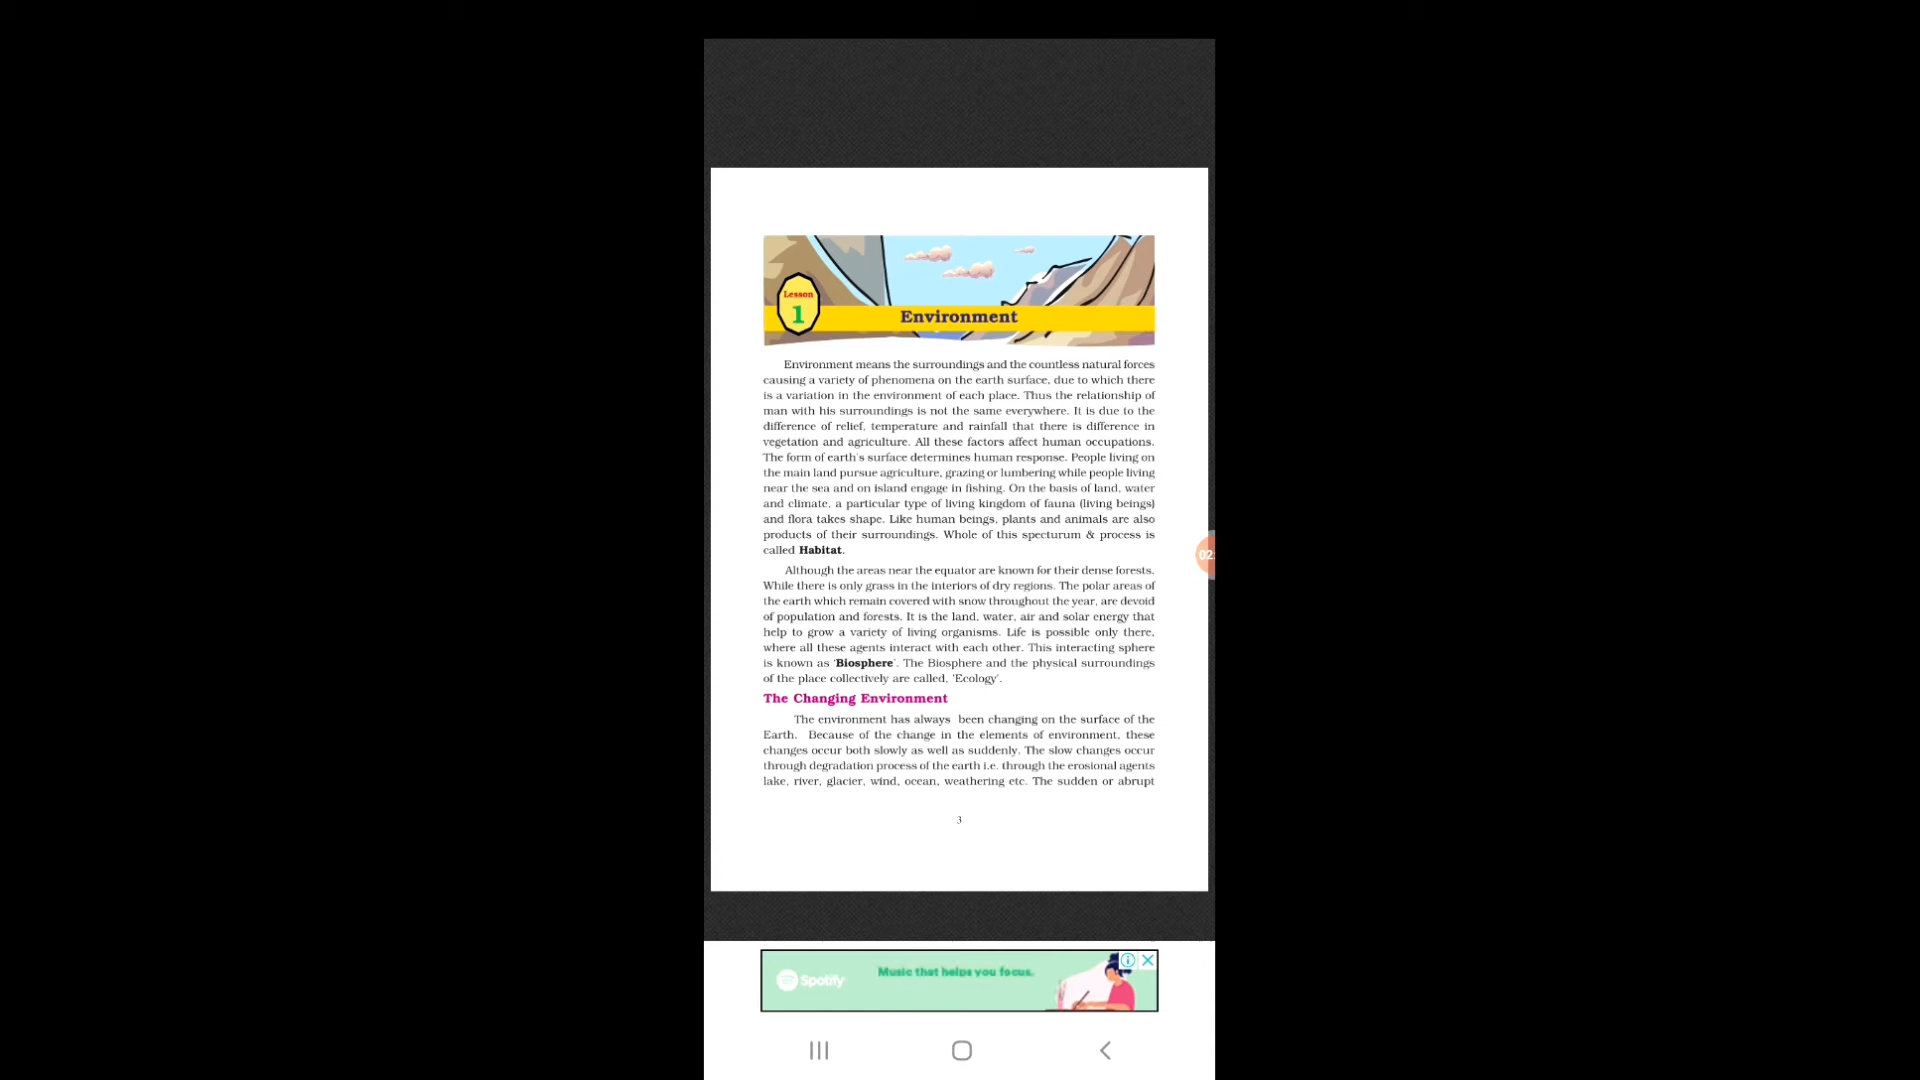 Lesson
1
Environment
Environment means the surroundings and the countless natural forces
causing a variety of phenomena on the earth surface, due to which there
is a variation in the environment of each place. Thus the relationship of
man with his surroundings is not the same everywhere. It is due to the
difference of relief, temperature and rainfall that there is difference in
vegetation and agriculture. All these factors affect human occupations.
The form of earth's surface determines human response. People living on
the main land pursue agriculture, grazing or lumbering while people living
near the sea and on island engage in fishing. On the basis of land, water
and climate, a particular type of living kingdom of fauna (living beings)
and flora takes shape. Like human beings, plants and animals are also
products of their surroundings. Whole of this specturum & process is
called Habitat.
Although the areas near the equator are known for their dense forests.
While there is only grass in the interiors of dry regions. The polar areas of
the earth which remain covered with snow throughout the year, are devoid
of population and forests. It is the land, water, air and solar energy that
help to grow a variety of living organisms. Life is possible only there,
where all these agents interact with each other. This interacting sphere
is known as 'Biosphere'. The Biosphere and the physical surroundings
of the place collectively are called, 'Ecology'.
The Changing Environment
The environment has always been changing on the surface of the
Earth. Because of the change in the elements of environment, these
changes occur both slowly as well as suddenly. The slow changes occur
through degradation process of the earth i.e. through the erosional agents
lake, river, glacier, wind, ocean, weathering etc. The sudden or abrupt
3
02
Spotify
Music that helps you focus.